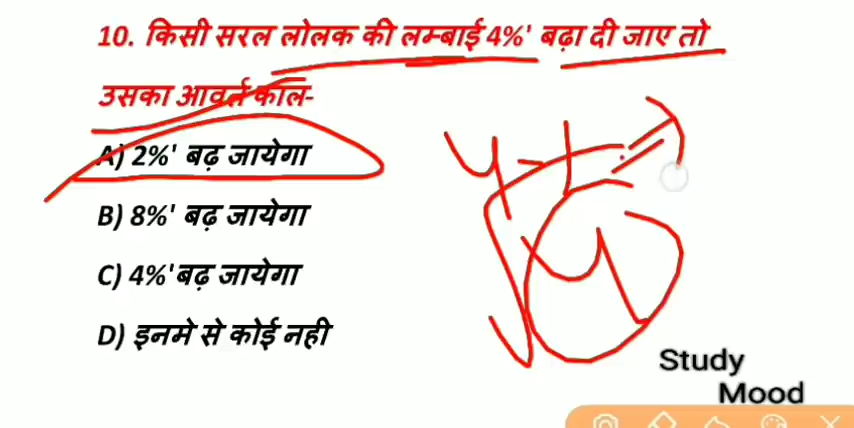 10. किसी सरल लोलक की लम्बाई 4%' बढ़ा दी जाए तो
उसका आवर्त काल-
A) 2%' बढ़ जायेगा
B) 8%' बढ़ जायेगा
C) 4%'बढ़ जायेगा
D) इनमे से कोई नही
Study
Mood